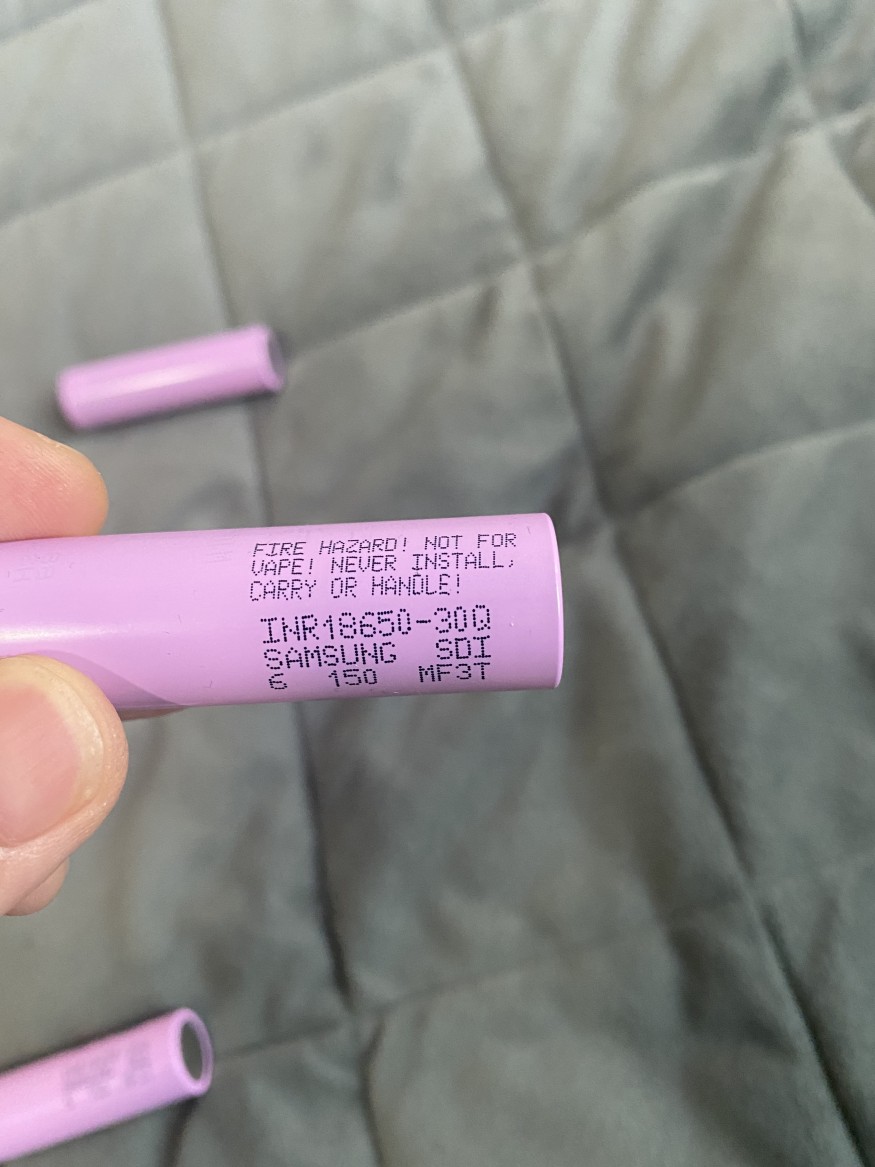 FIRE HAZARD! NOT FOR
VAPE! NEVER INSTALL,
CARRY OR HANDLE!
INR18650-30Q
SAMSUNG SDI
6 150 MF3T